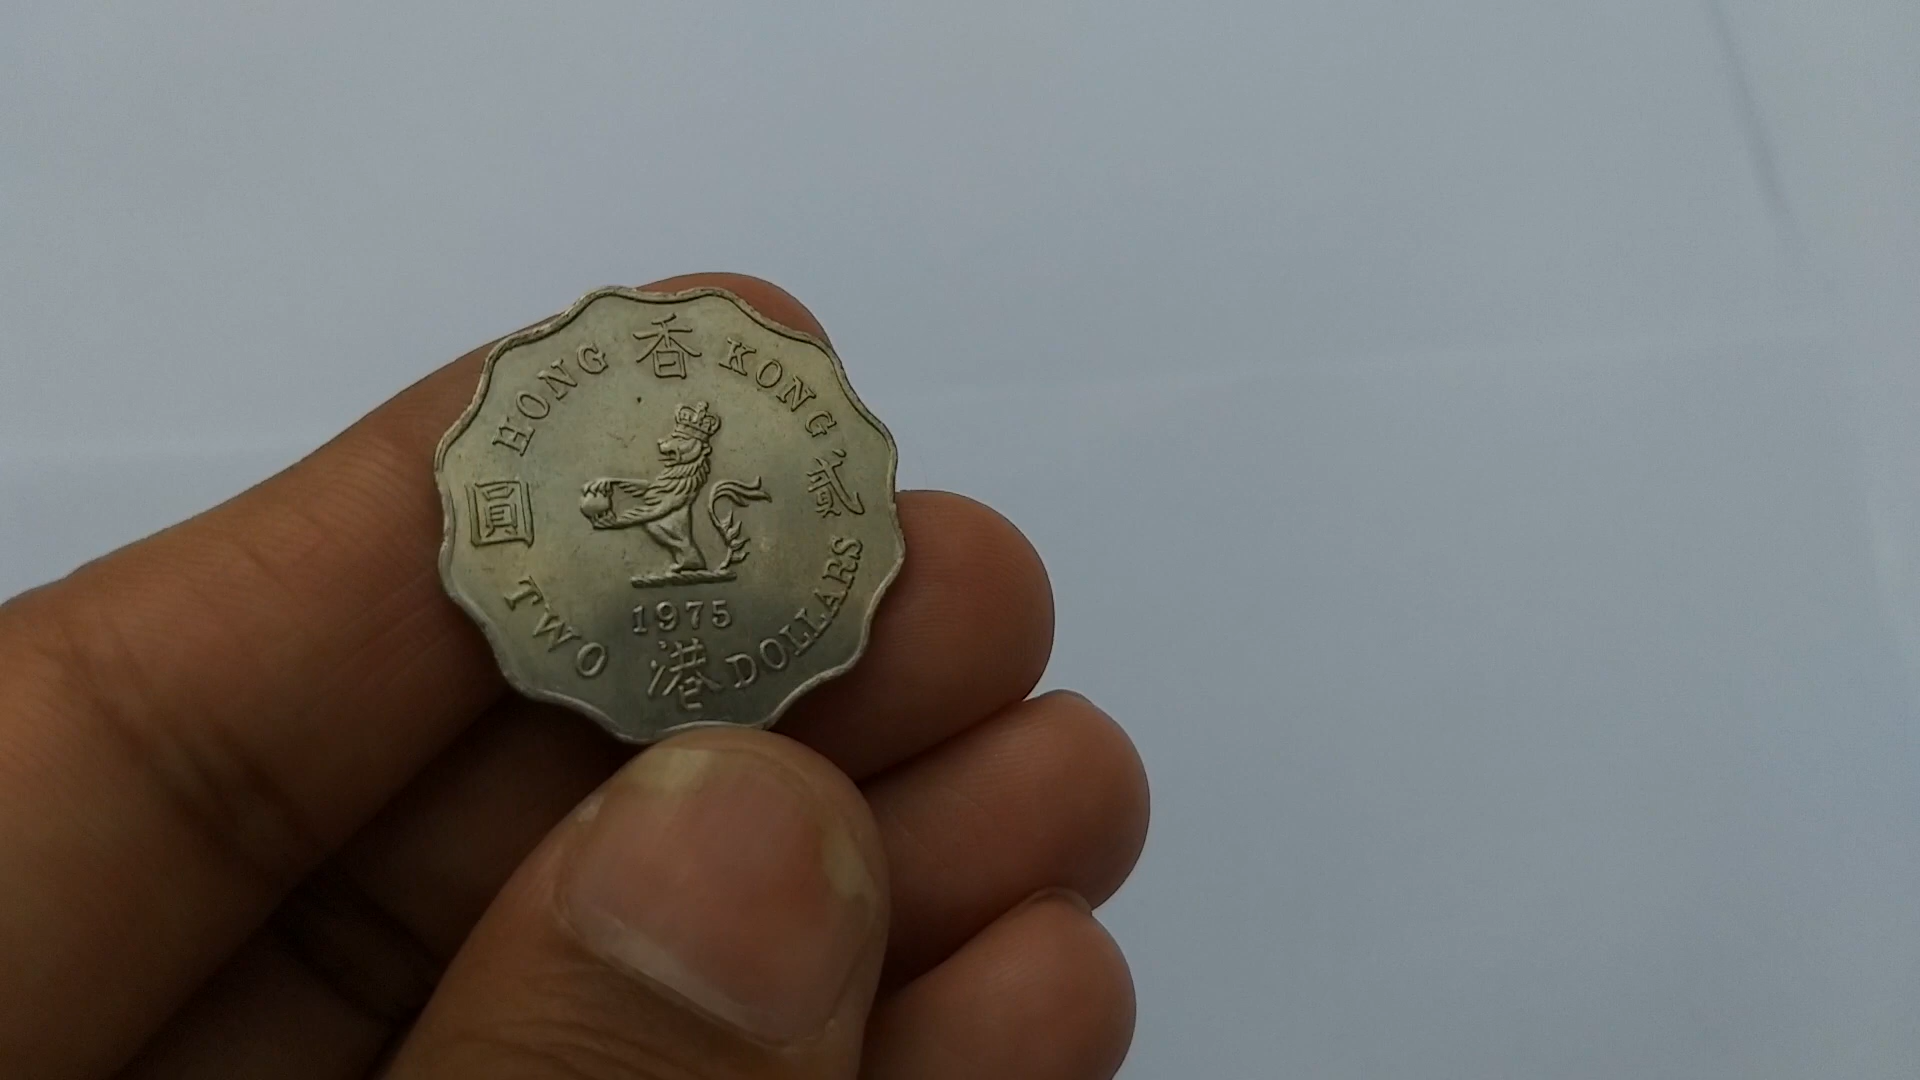 HONG 香 KONG
圓 貳
1975
TWO 港 DOLLARS